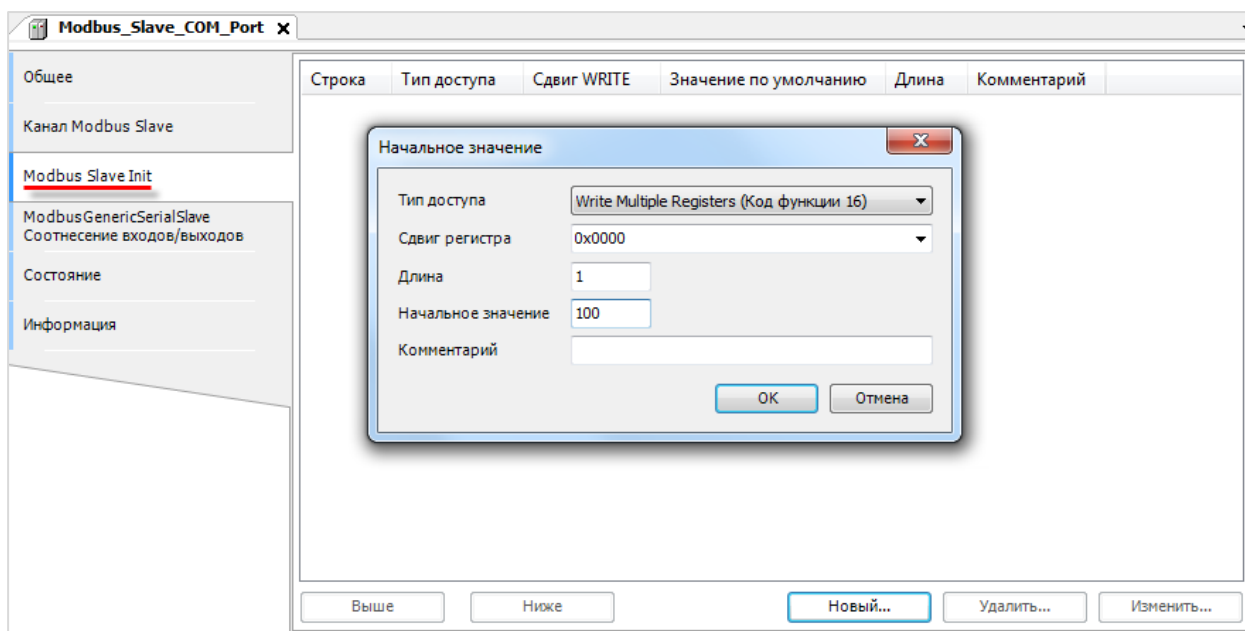 Modbus_Slave_COM_Port
Общее
Канал Modbus Slave
Modbus Slave Init
ModbusGenericSerialSlave
Соотнесение входов/выходов
Состояние
Информация
Строка Тип доступа Сдвиг WRITE Значение по умолчанию Длина Комментарий
Начальное значение
Тип доступа Write Multiple Registers (Код функции 16)
Сдвиг регистра 0x0000
Длина 1
Начальное значение 100
Комментарий
OK Отмена
Выше Ниже Новый... Удалить... Изменить...